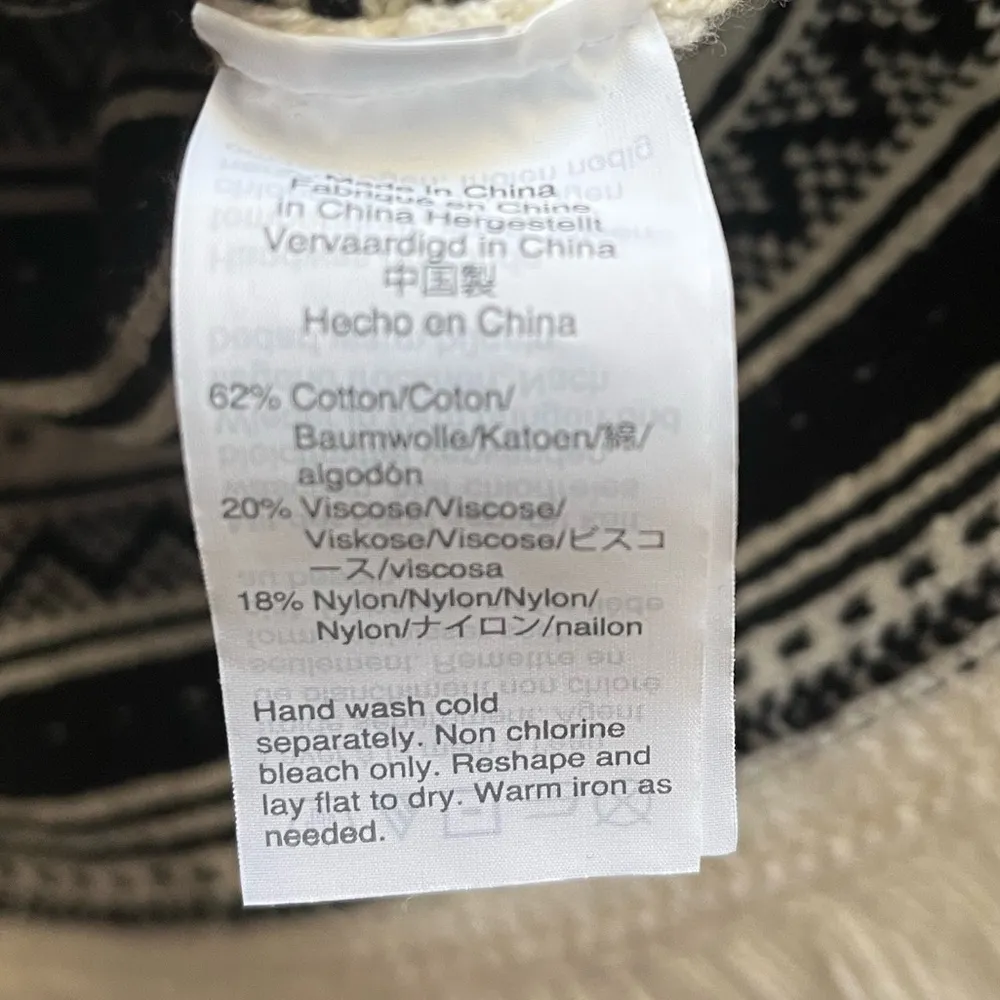 Made in China
Fabriqué en Chine
In China Hergestellt
Vervaardigd in China
中国製
Hecho en China
62% Cotton/Coton/
Baumwolle/Katoen/綿/
algodón
20% Viscose/Viscose/
Viskose/Viscose/ビスコ
ース/viscosa
18% Nylon/Nylon/Nylon/
Nylon/ナイロン/nailon
Hand wash cold
separately. Non chlorine
bleach only. Reshape and
lay flat to dry. Warm iron as
needed.